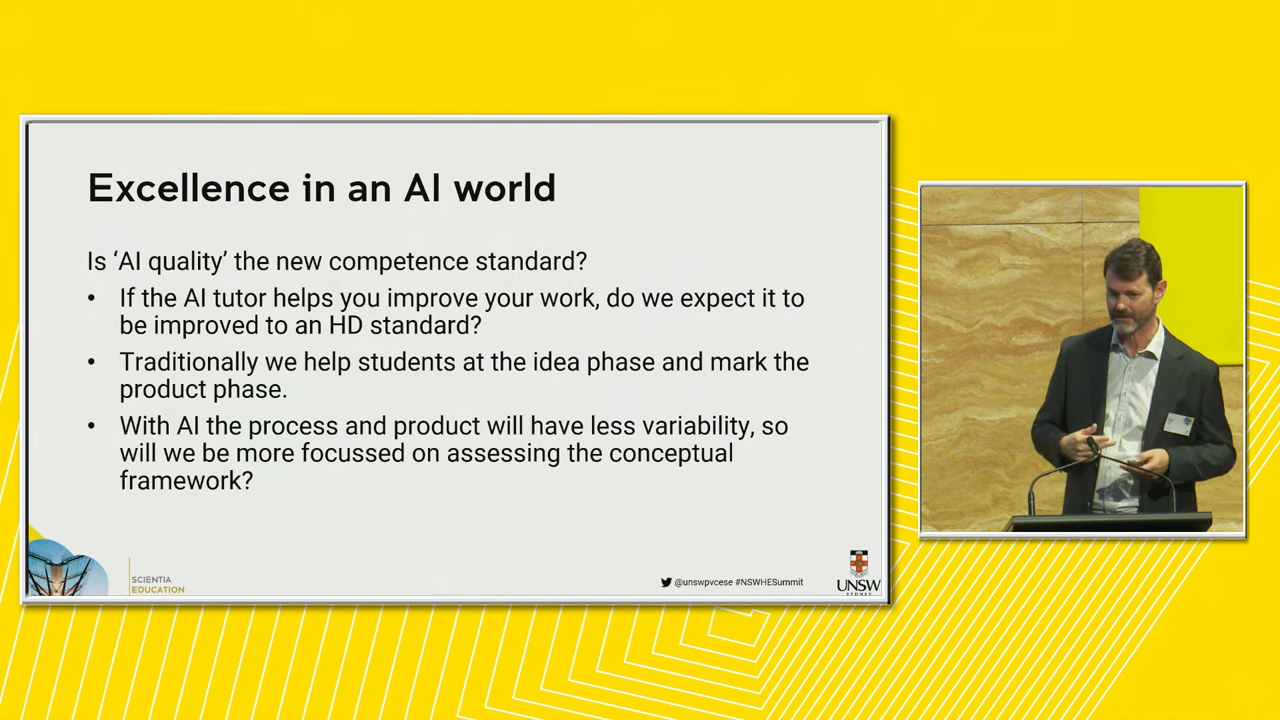 Excellence in an AI world
Is ‘AI quality’ the new competence standard?
• If the AI tutor helps you improve your work, do we expect it to
be improved to an HD standard?
• Traditionally we help students at the idea phase and mark the
product phase.
• With AI the process and product will have less variability, so
will we be more focussed on assessing the conceptual
framework?
SCIENTIA
EDUCATION
@unswpvcese #NSWHESummit
UNSW
SYDNEY